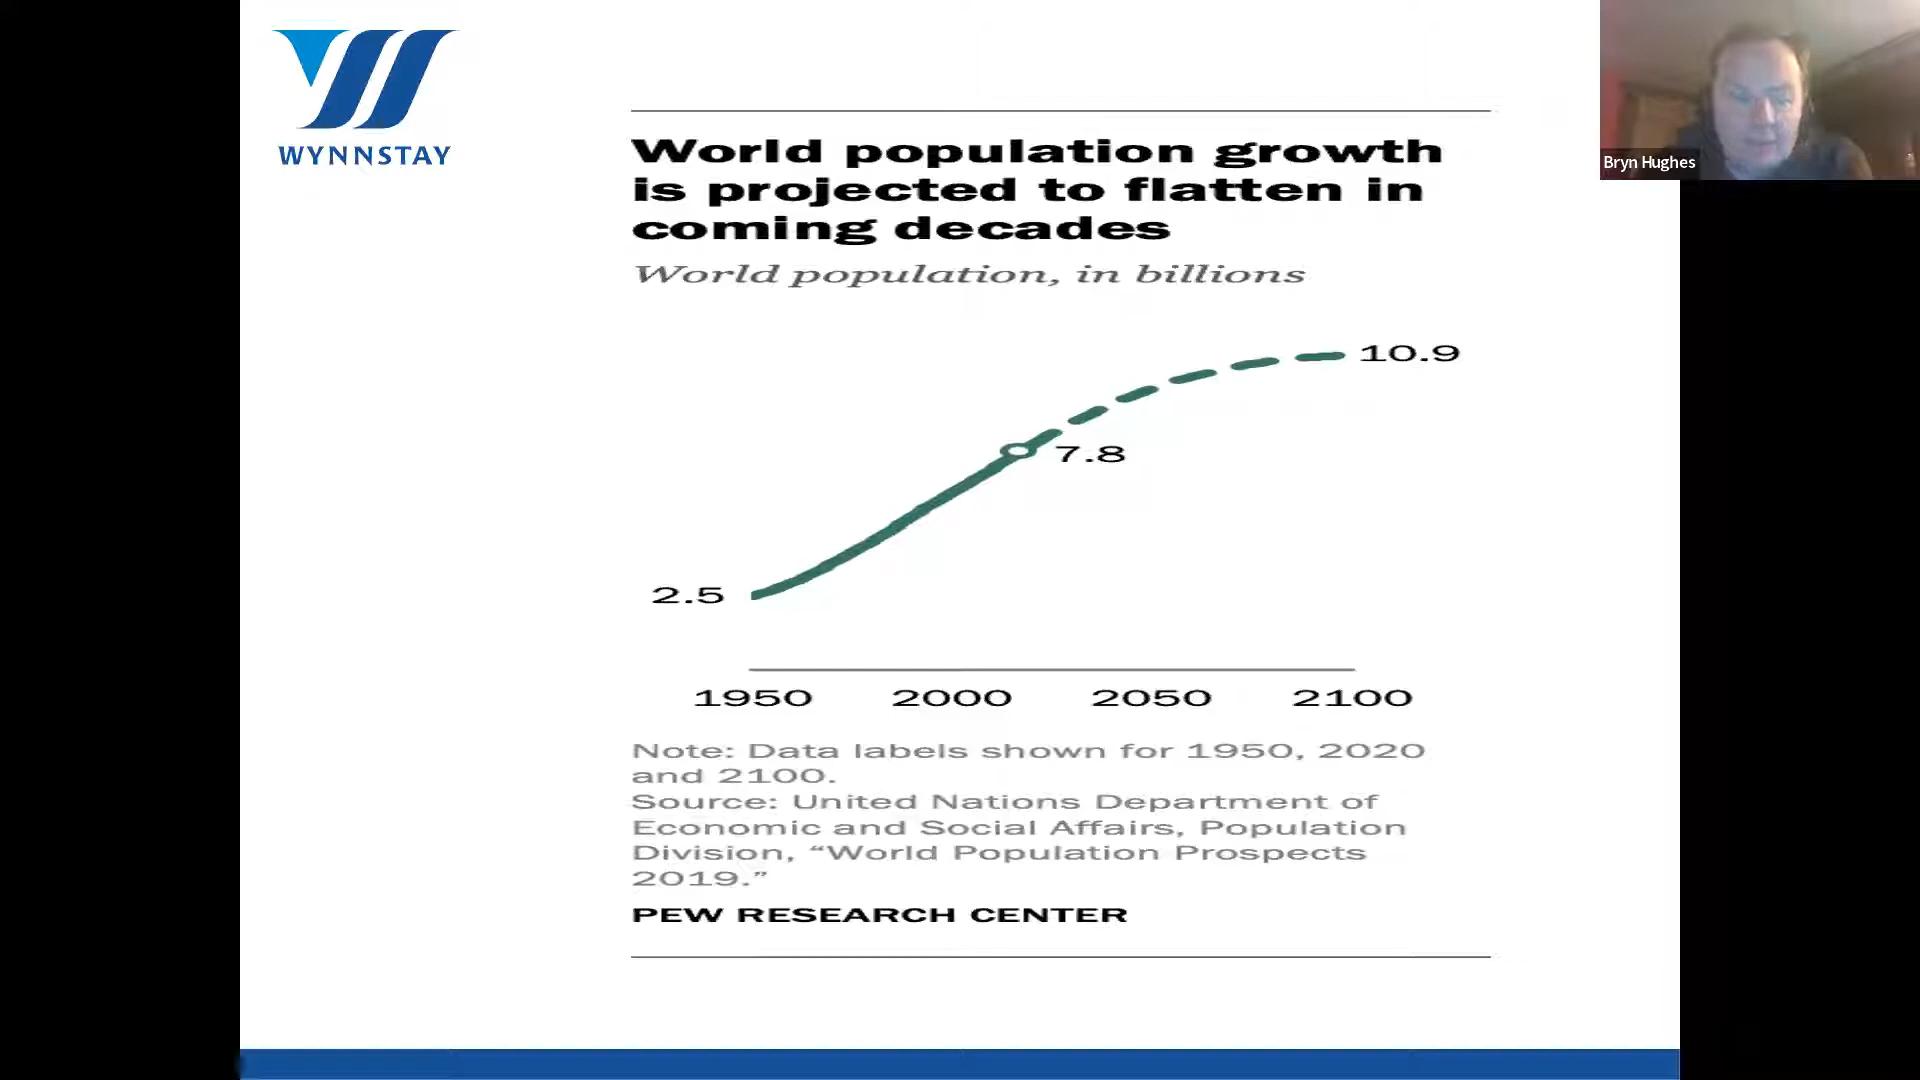 WYNNSTAY
Bryn Hughes
World population growth
is projected to flatten in
coming decades
World population, in billions
10.9
7.8
2.5
1950 2000 2050 2100
Note: Data labels shown for 1950, 2020
and 2100.
Source: United Nations Department of
Economic and Social Affairs, Population
Division, “World Population Prospects
2019.”
PEW RESEARCH CENTER